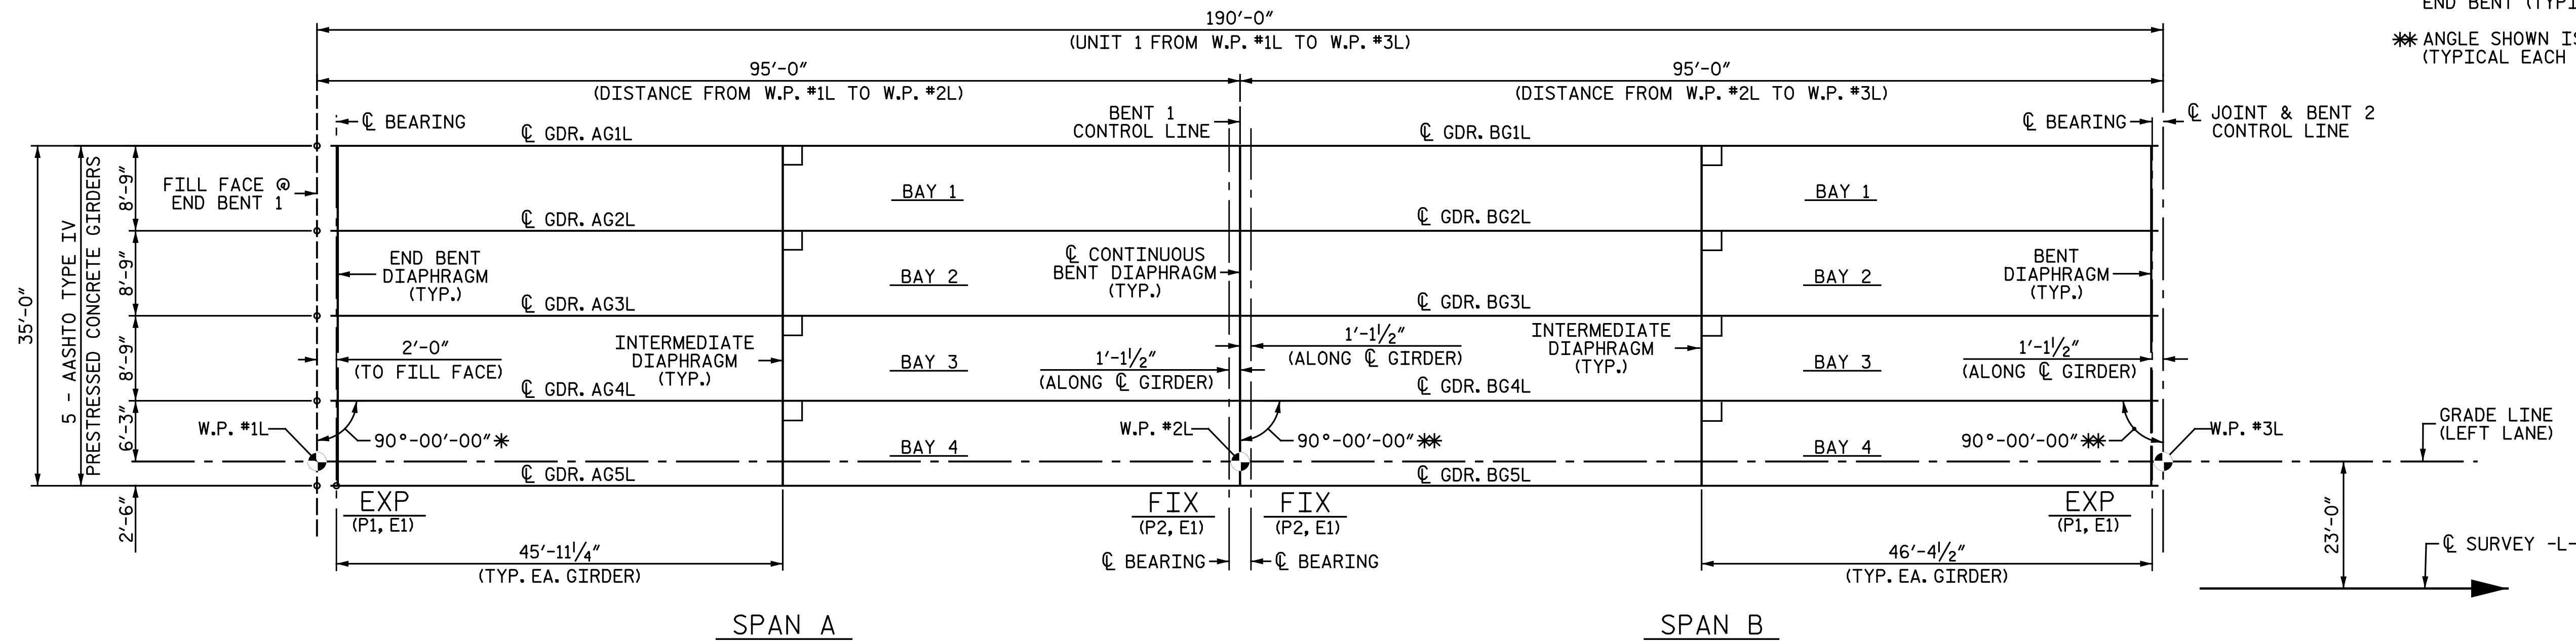 190'-0"
(UNIT 1 FROM W.P. #1L TO W.P. #3L)
END BENT
** ANGLE SHOWN
(TYPICAL EACH
95'-0"
(DISTANCE FROM W.P. #1L TO W.P. #2L)
95'-0"
(DISTANCE FROM W.P. #2L TO W.P. #3L)
℄ BEARING
℄ GDR. AG1L
BENT 1
CONTROL LINE
℄ GDR. BG1L
℄ BEARING
℄ JOINT & BENT 2
CONTROL LINE
35'-0"
5 - AASHTO TYPE IV
PRESTRESSED CONCRETE GIRDERS
8'-9"
8'-9"
8'-9"
6'-3"
2'-6"
FILL FACE @
END BENT 1
BAY 1
BAY 1
℄ GDR. AG2L
℄ GDR. BG2L
END BENT
DIAPHRAGM
(TYP.)
BAY 2
℄ CONTINUOUS
BENT DIAPHRAGM
(TYP.)
BAY 2
BENT
DIAPHRAGM
(TYP.)
℄ GDR. AG3L
℄ GDR. BG3L
2'-0"
(TO FILL FACE)
INTERMEDIATE
DIAPHRAGM
(TYP.)
BAY 3
1'-1½"
(ALONG ℄ GIRDER)
1'-1½"
(ALONG ℄ GIRDER)
INTERMEDIATE
DIAPHRAGM
(TYP.)
BAY 3
1'-1½"
(ALONG ℄ GIRDER)
℄ GDR. AG4L
℄ GDR. BG4L
W.P. #1L
90°-00'-00" *
BAY 4
W.P. #2L
90°-00'-00" **
BAY 4
90°-00'-00" **
W.P. #3L
GRADE LINE
(LEFT LANE)
℄ GDR. AG5L
℄ GDR. BG5L
EXP
(P1, E1)
FIX
(P2, E1)
FIX
(P2, E1)
EXP
(P1, E1)
45'-11¼"
(TYP. EA. GIRDER)
℄ BEARING
℄ BEARING
46'-4½"
(TYP. EA. GIRDER)
23'-0"
℄ SURVEY -L-
SPAN A
SPAN B